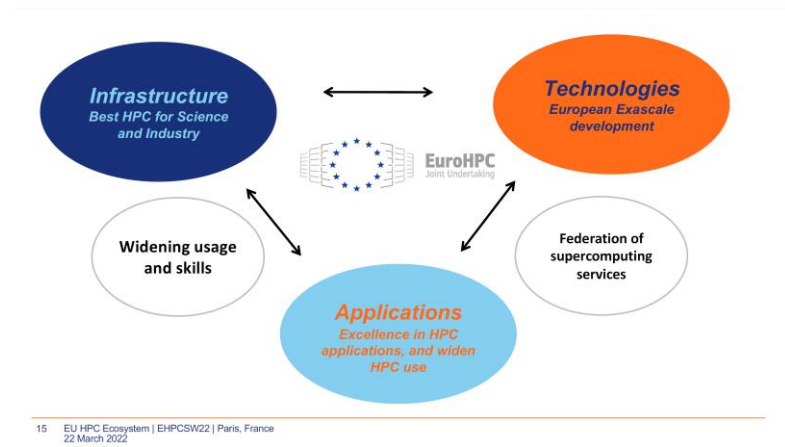 Infrastructure
Best HPC for Science
and Industry
Technologies
European Exascale
development
EuroHPC
Joint Undertaking
Widening usage
and skills
Federation of
supercomputing
services
Applications
Excellence in HPC
applications, and widen
HPC use
15 EU HPC Ecosystem | EHPCSW22 | Paris, France
22 March 2022